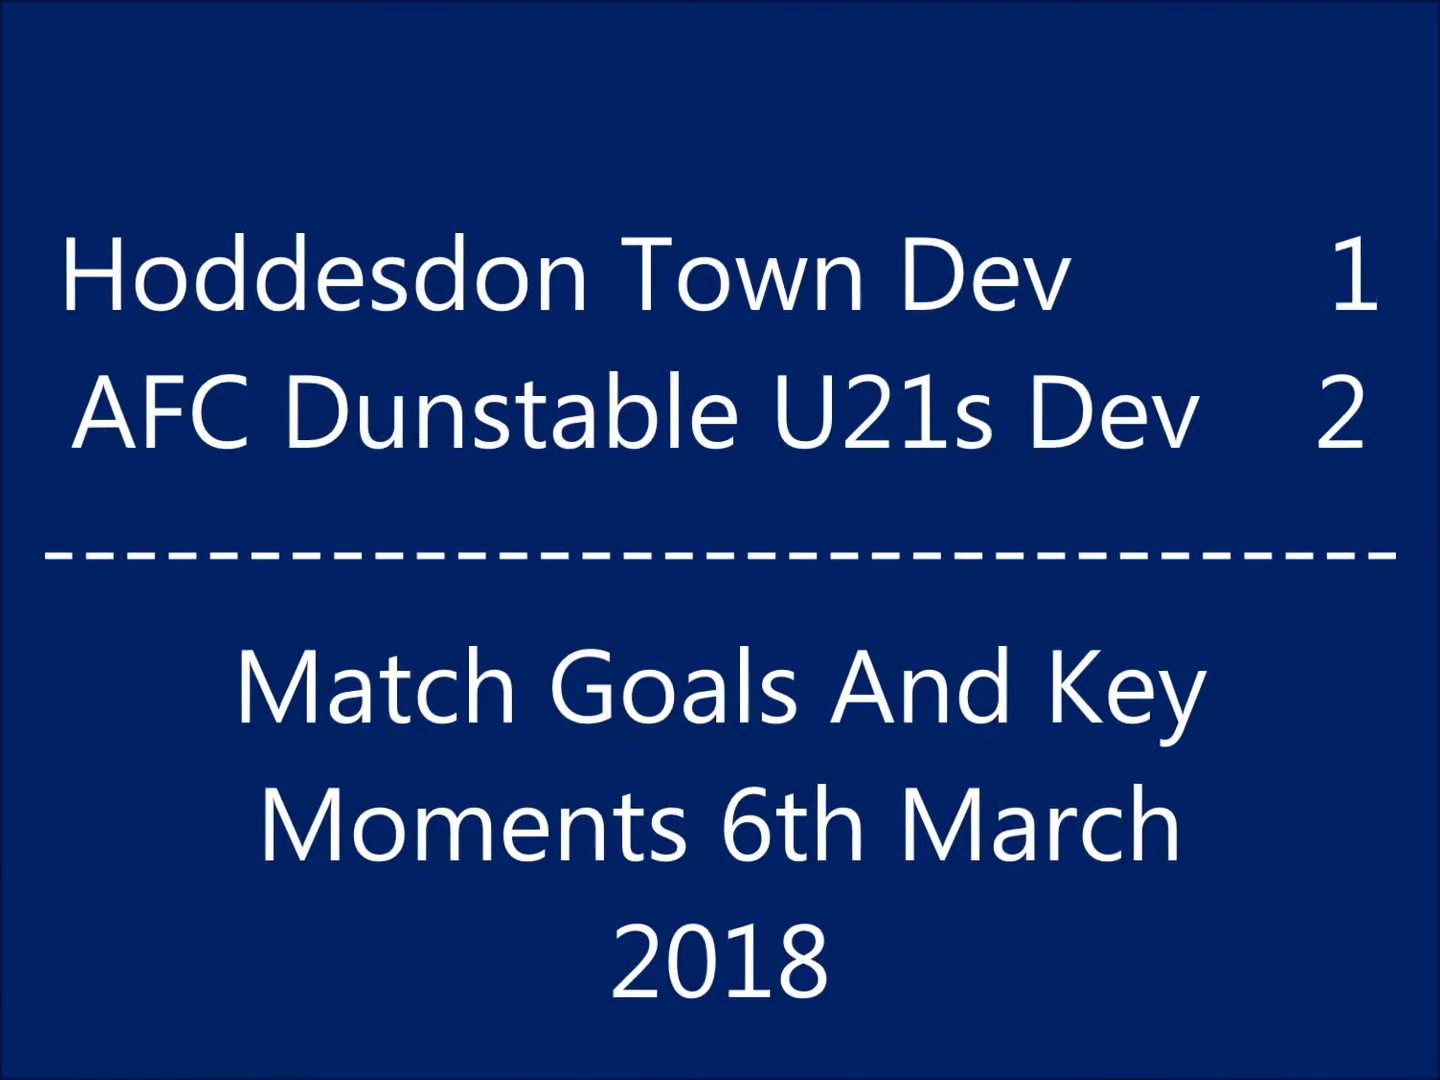 Hoddesdon Town Dev 1
AFC Dunstable U21s Dev 2
---------------------------------
Match Goals And Key
Moments 6th March
2018